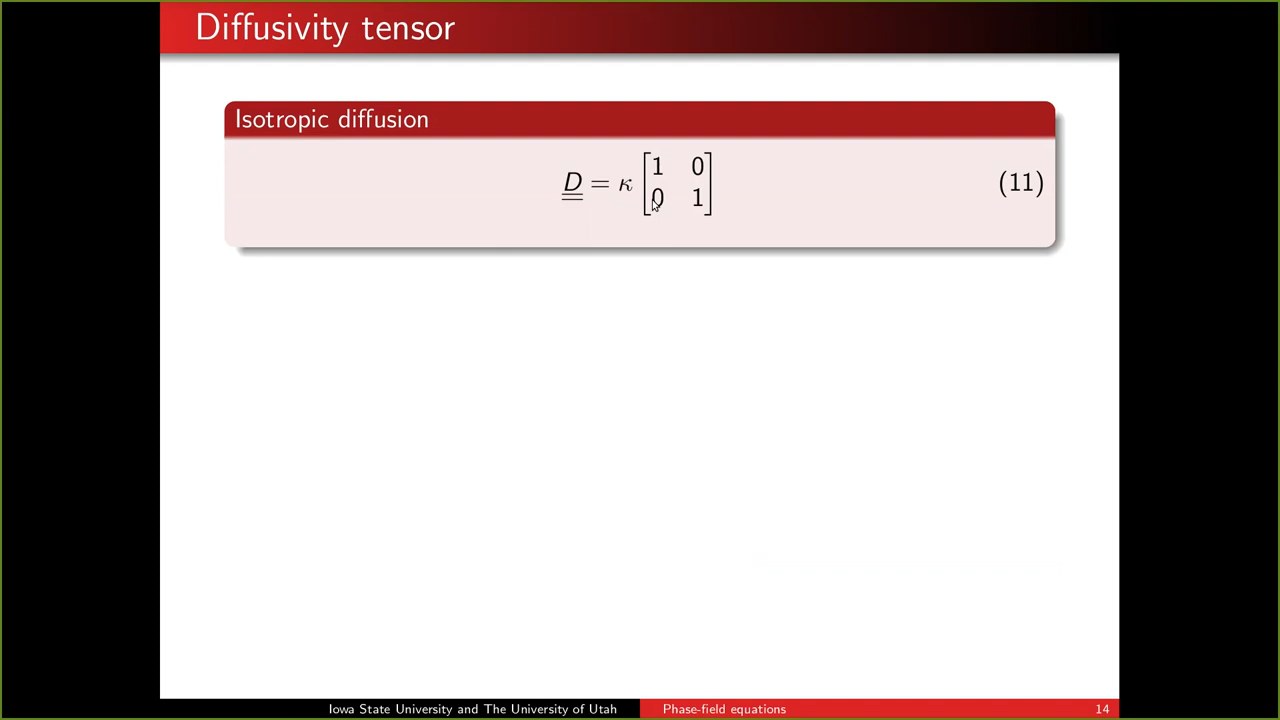 Diffusivity tensor
Isotropic diffusion
D = κ [1 0
0 1] (11)
Iowa State University and The University of Utah Phase-field equations 14